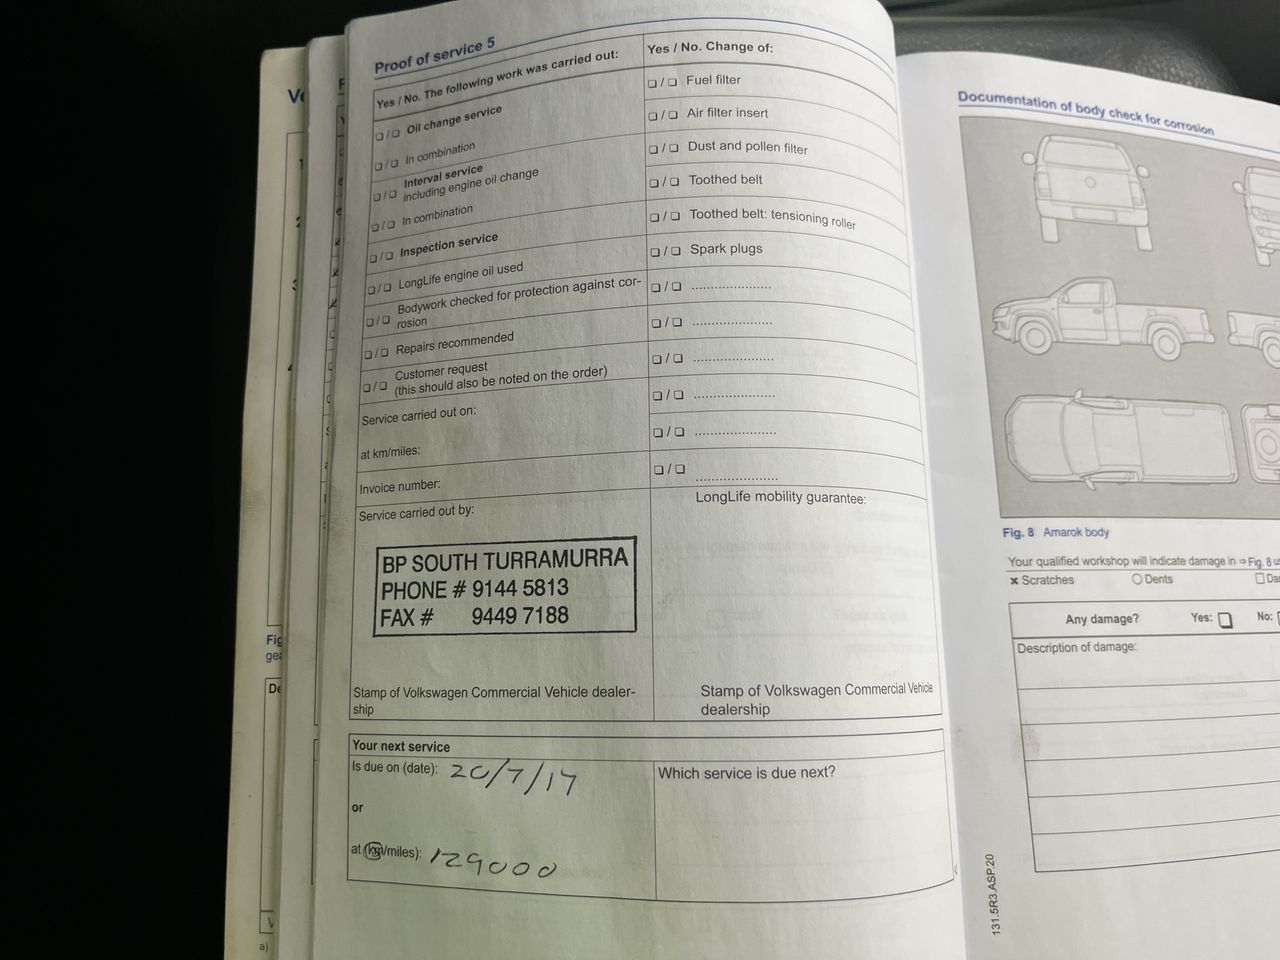 Proof of service 5
Yes / No. The following work was carried out:
❑ / ❑ Oil change service
❑ / ❑ In combination
❑ / ❑ Interval service
including engine oil change
❑ / ❑ In combination
❑ / ❑ Inspection service
❑ / ❑ LongLife engine oil used
❑ / ❑ Bodywork checked for protection against cor-
rosion
❑ / ❑ Repairs recommended
❑ / ❑ Customer request
(this should also be noted on the order)
Service carried out on:
at km/miles:
Invoice number:
Service carried out by:
BP SOUTH TURRAMURRA
PHONE # 9144 5813
FAX # 9449 7188
Stamp of Volkswagen Commercial Vehicle dealer-
ship
Yes / No. Change of:
❑ / ❑ Fuel filter
❑ / ❑ Air filter insert
❑ / ❑ Dust and pollen filter
❑ / ❑ Toothed belt
❑ / ❑ Toothed belt: tensioning roller
❑ / ❑ Spark plugs
❑ / ❑ ....................
❑ / ❑ ....................
❑ / ❑ ....................
❑ / ❑ ....................
❑ / ❑ ....................
❑ / ❑ ....................
LongLife mobility guarantee:
Stamp of Volkswagen Commercial Vehicle
dealership
Your next service
Is due on (date): 20/7/17
or
at (km/miles): 129000
Which service is due next?
Documentation of body check for corrosion
Fig. 8 Amarok body
Your qualified workshop will indicate damage in ⇒ Fig. 8
× Scratches ○ Dents
Any damage? Yes: ❑ No:
Description of damage:
131.5R3.ASP.20